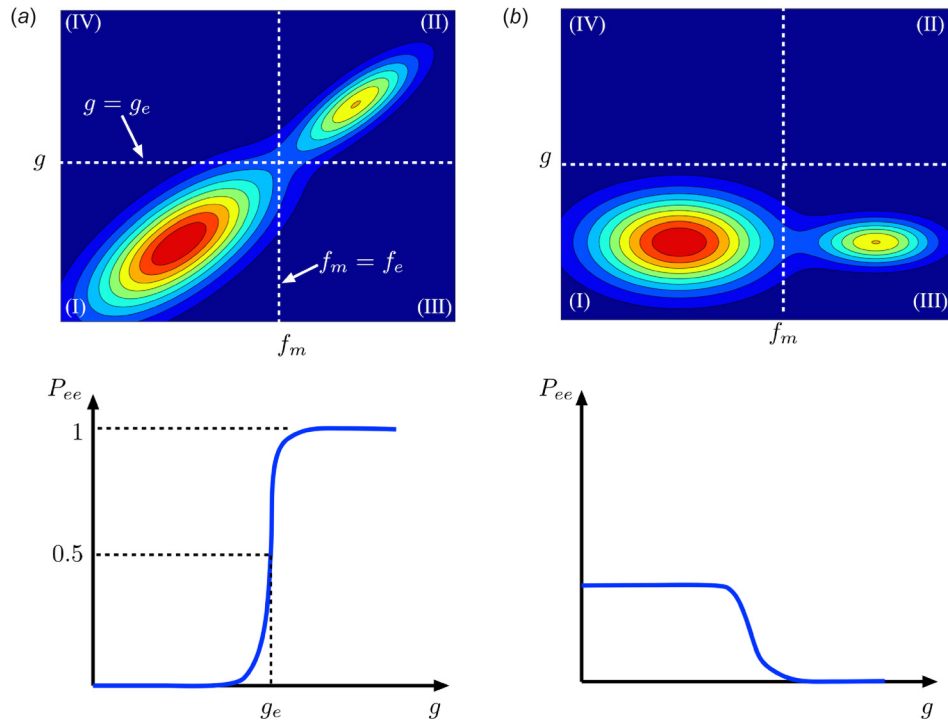 (a)
(IV) (II)
g = g_e
g
f_m = f_e
(I) (III)
f_m
(b)
(IV) (II)
g
(I) (III)
f_m
P_ee
1
0.5
g_e g
P_ee
g